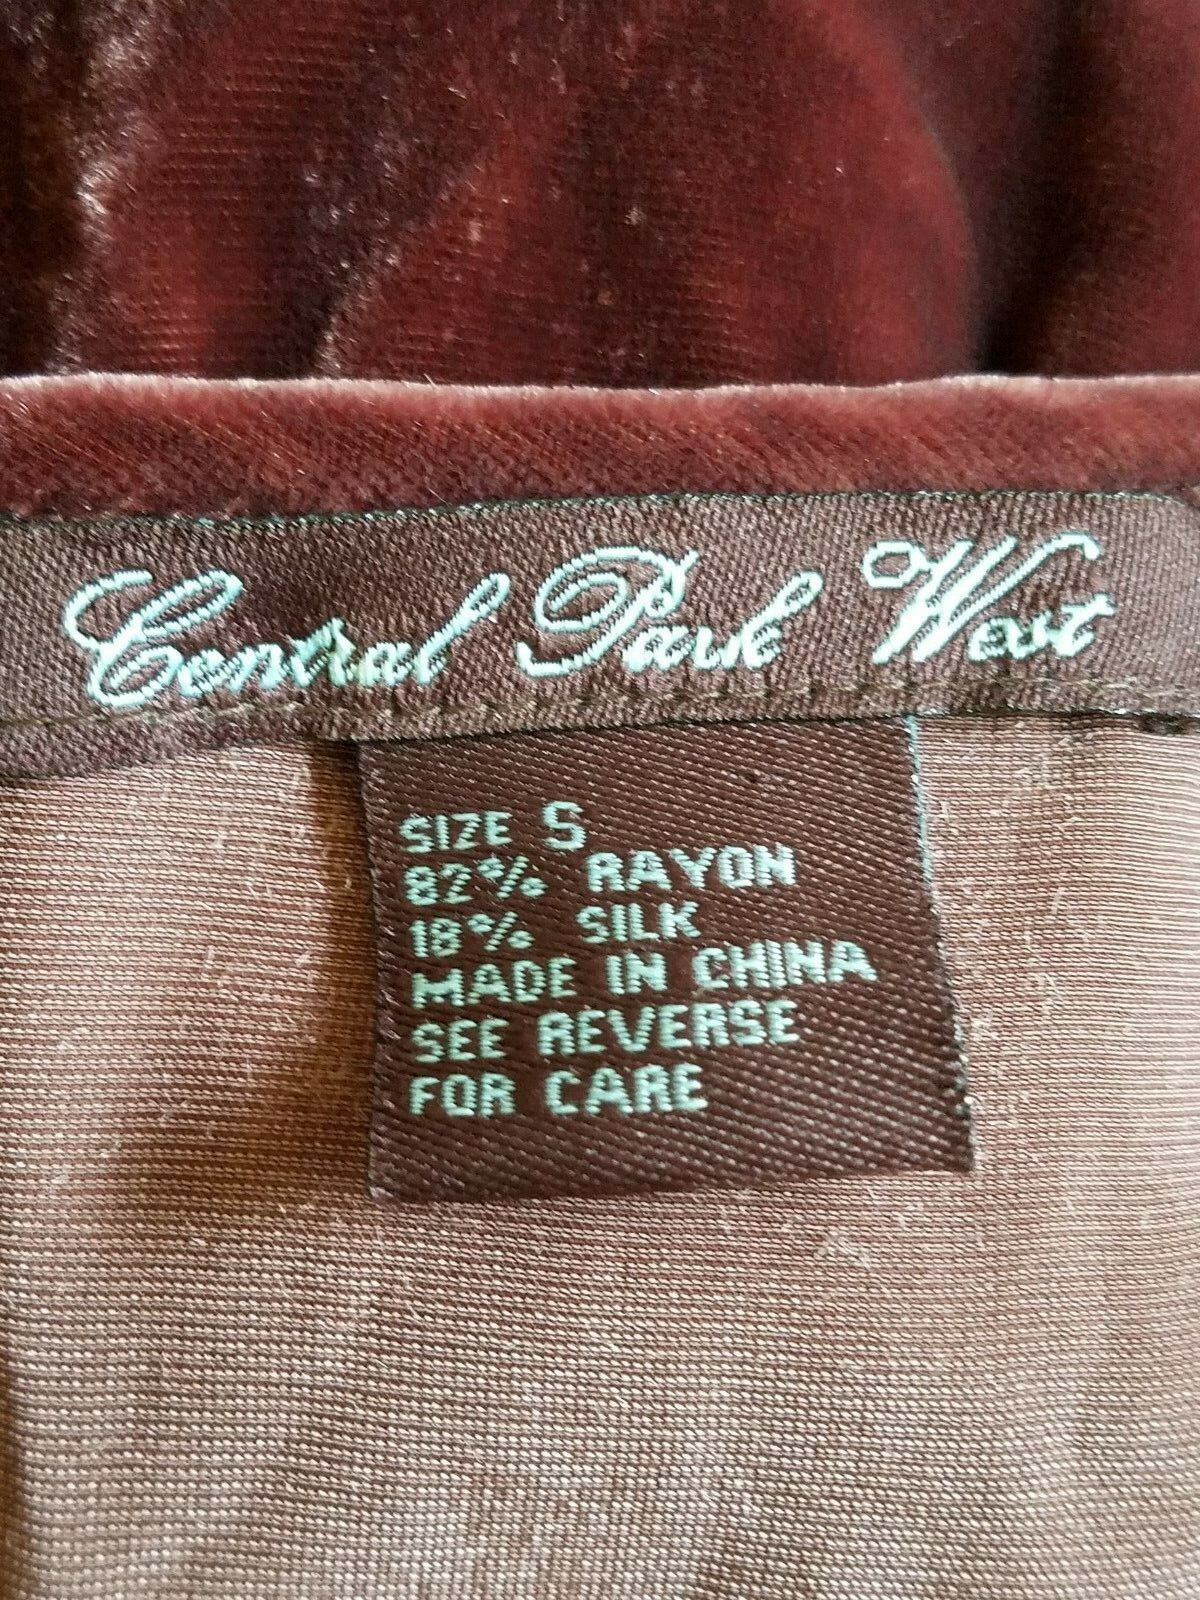 Central Park West
SIZE S
82% RAYON
18% SILK
MADE IN CHINA
SEE REVERSE
FOR CARE